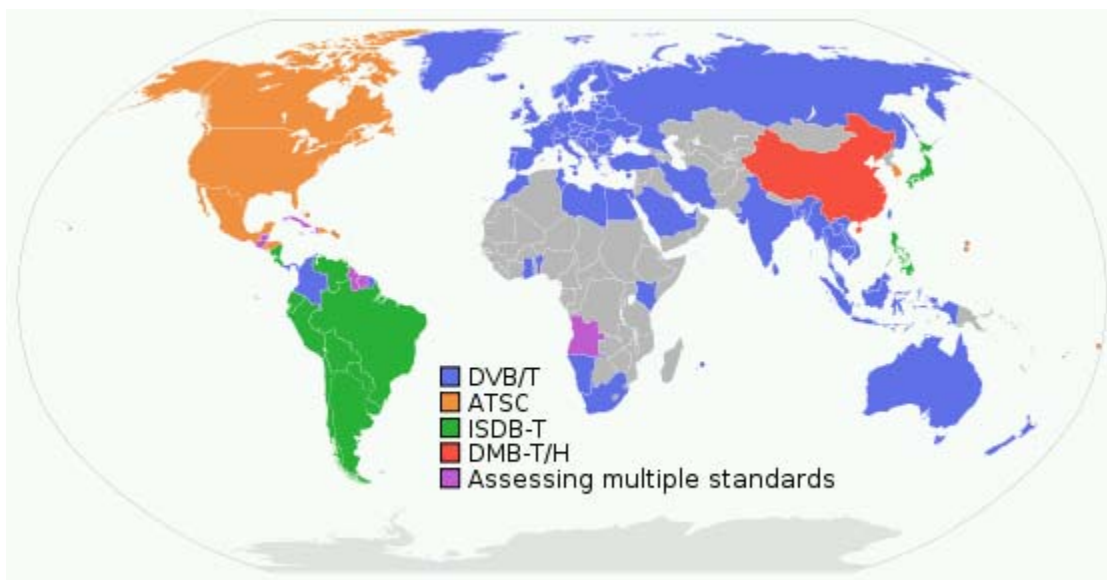 DVB/T
ATSC
ISDB-T
DMB-T/H
Assessing multiple standards